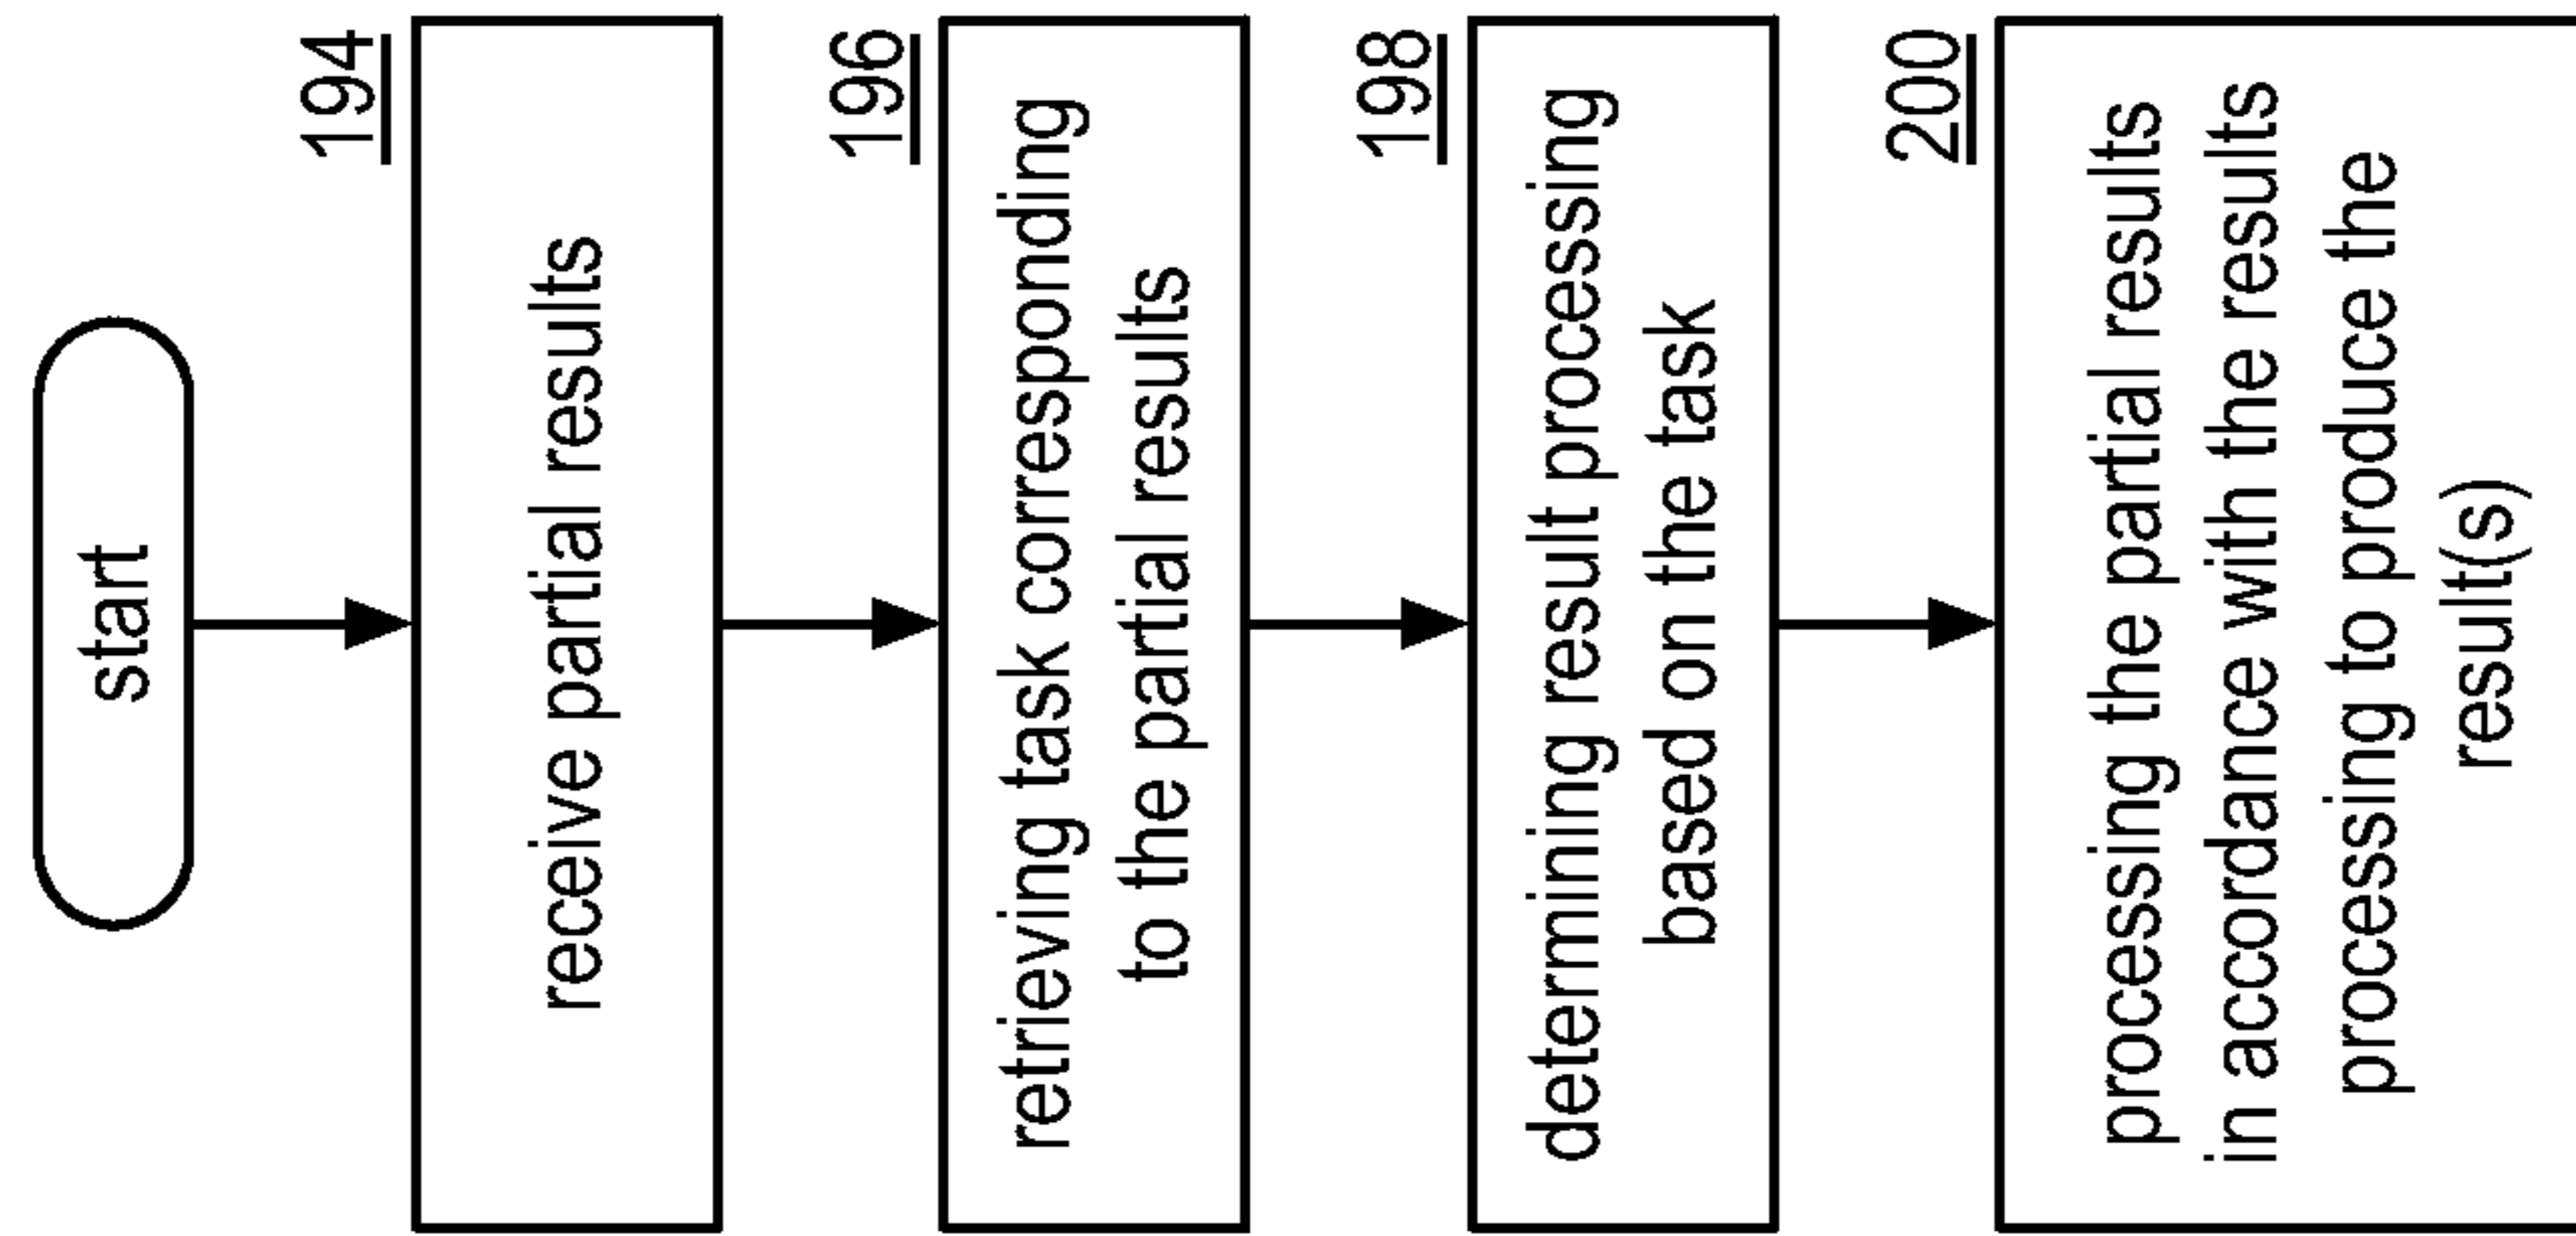 start
194
receive partial results
196
retrieving task corresponding
to the partial results
198
determining result processing
based on the task
200
processing the partial results
in accordance with the results
processing to produce the
result(s)